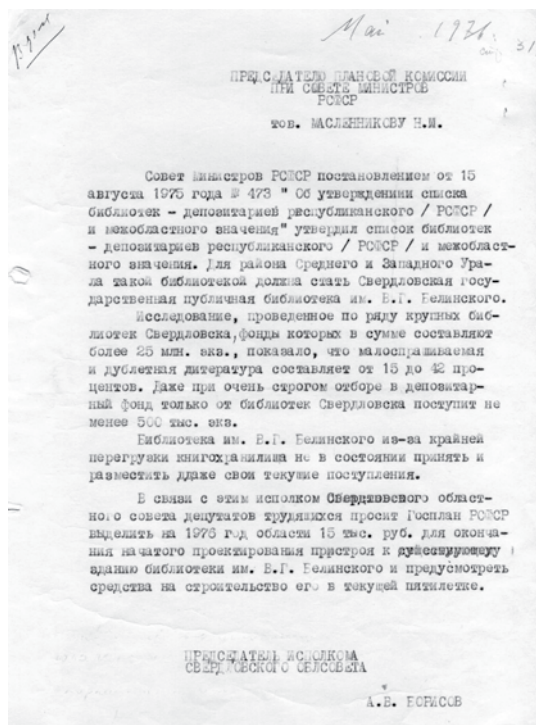 Май 1976.
ПРЕДСЕДАТЕЛЮ ПЛАНОВОЙ КОМИССИИ
ПРИ СОВЕТЕ МИНИСТРОВ
РСФСР
тов. МАСЛЕННИКОВУ Н.И.
Совет Министров РСФСР постановлением от 15
августа 1975 года № 473 " Об утверждении списка
библиотек - депозитариев республиканского / РСФСР /
и межобластного значения" утвердил список библиотек
- депозитариев республиканского / РСФСР / и межобласт-
ного значения. Для района Среднего и Западного Ура-
ла такой библиотекой должна стать Свердловская госу-
дарственная публичная библиотека им. В.Г. Белинского.
Исследование, проведенное по ряду крупных биб-
лиотек Свердловска, фонды которых в сумме составляют
более 25 млн. экз., показало, что малоспрашиваемая
и дублетная литература составляет от 15 до 42 про-
центов. Даже при очень строгом отборе в депозитар-
ный фонд только от библиотек Свердловска поступит не
менее 500 тыс. экз.
Библиотека им. В.Г. Белинского из-за крайней
перегрузки книгохранилища не в состоянии принять и
разместить ддаже свои текущие поступления.
В связи с этим исполком Свердловского област-
ного совета депутатов трудящихся просит Госплан РСФСР
выделить на 1976 год области 15 тыс. руб. для оконча-
ния начатого проектирования пристроя к существующему
зданию библиотеки им. В.Г. Белинского и предусмотреть
средства на строительство его в текущей пятилетке.
ПРЕДСЕДАТЕЛЬ ИСПОЛКОМА
СВЕРДЛОВСКОГО ОБЛСОВЕТА
А.В. БОРИСОВ